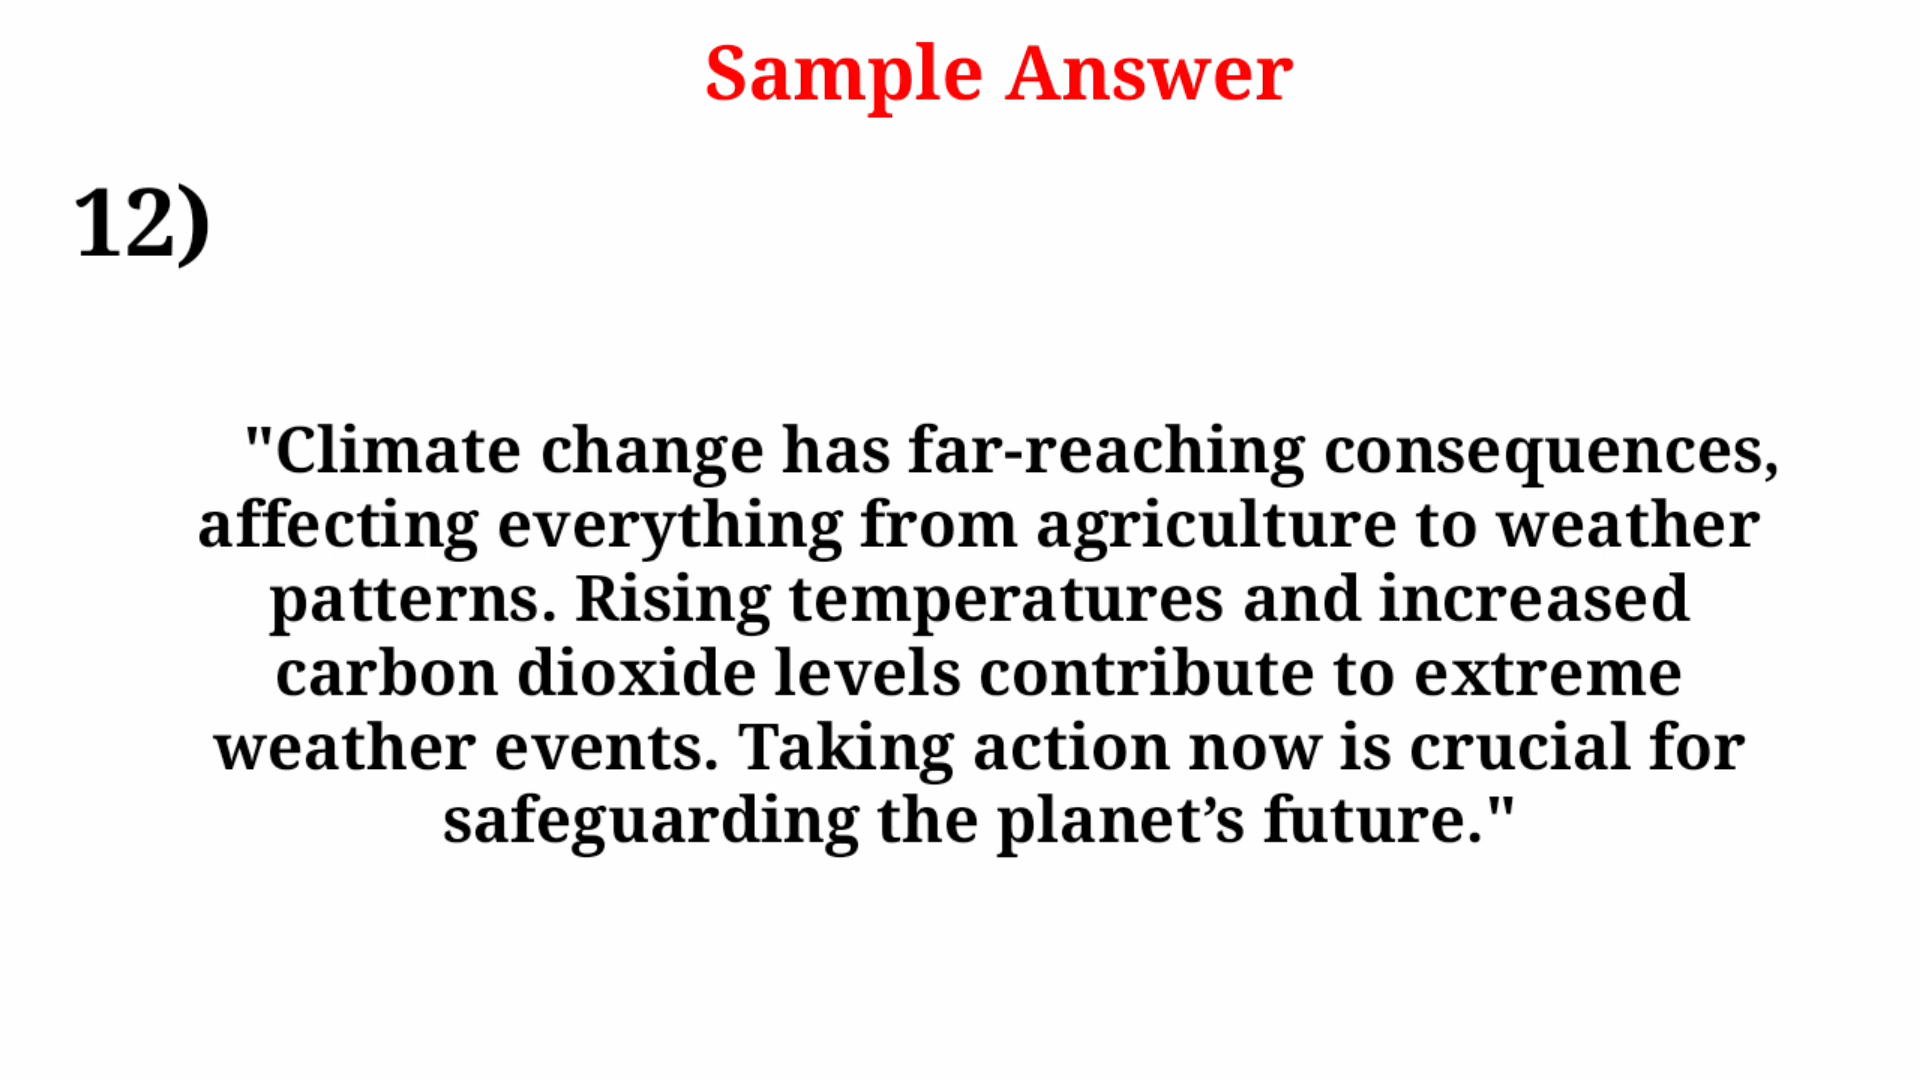 Sample Answer
12)
"Climate change has far-reaching consequences,
affecting everything from agriculture to weather
patterns. Rising temperatures and increased
carbon dioxide levels contribute to extreme
weather events. Taking action now is crucial for
safeguarding the planet’s future."